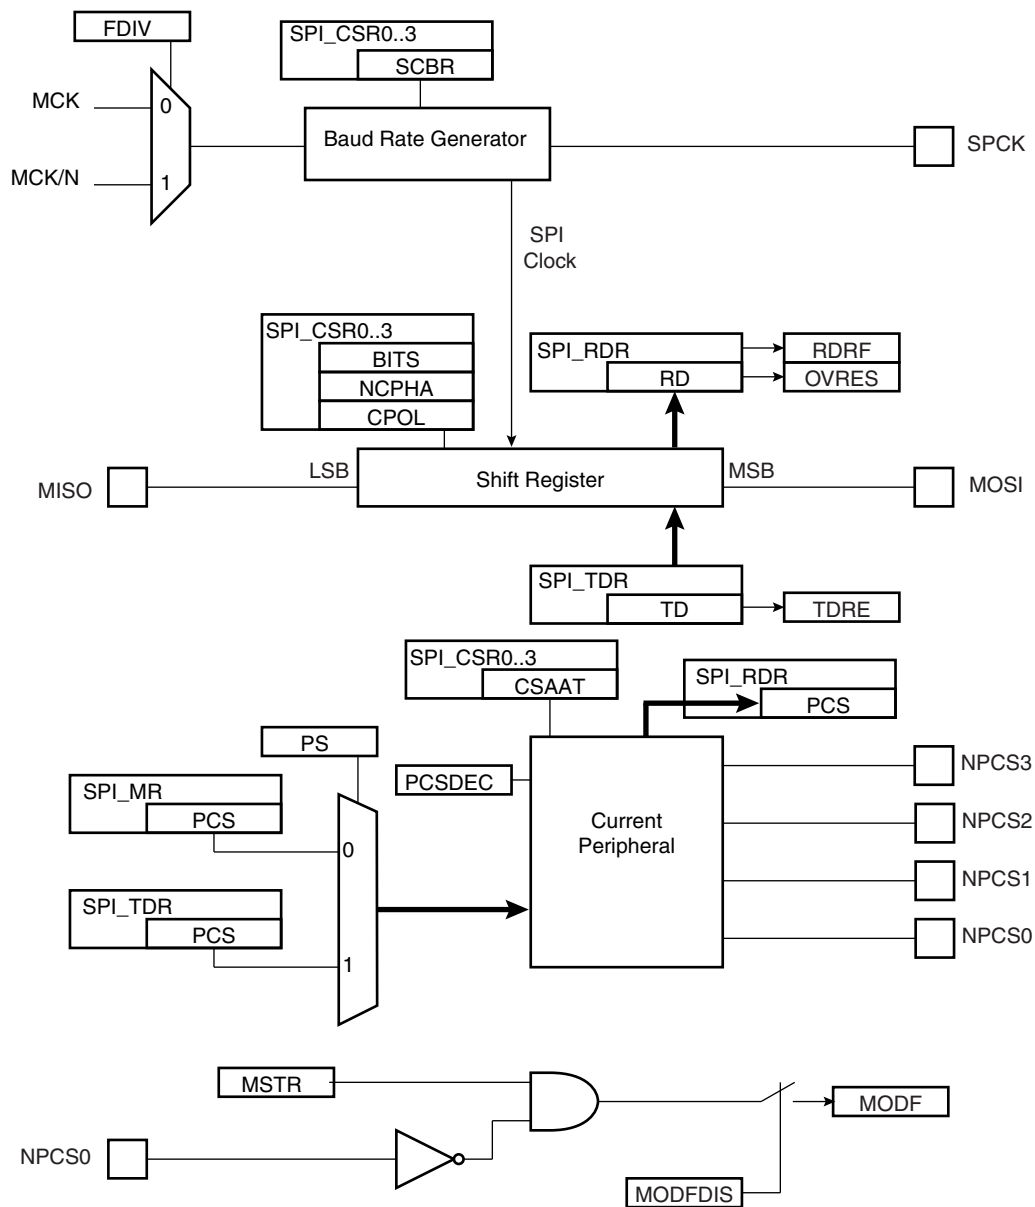 FDIV
SPI_CSR0..3
SCBR
MCK
0
Baud Rate Generator
SPCK
MCK/N
1
SPI
Clock
SPI_CSR0..3
BITS
NCPHA
CPOL
SPI_RDR
RD
RDRF
OVRES
MISO
LSB
Shift Register
MSB
MOSI
SPI_TDR
TD
TDRE
SPI_CSR0..3
CSAAT
SPI_RDR
PCS
PS
PCSDEC
NPCS3
SPI_MR
PCS
0
Current
Peripheral
NPCS2
NPCS1
SPI_TDR
PCS
1
NPCS0
MSTR
MODF
NPCS0
MODFDIS